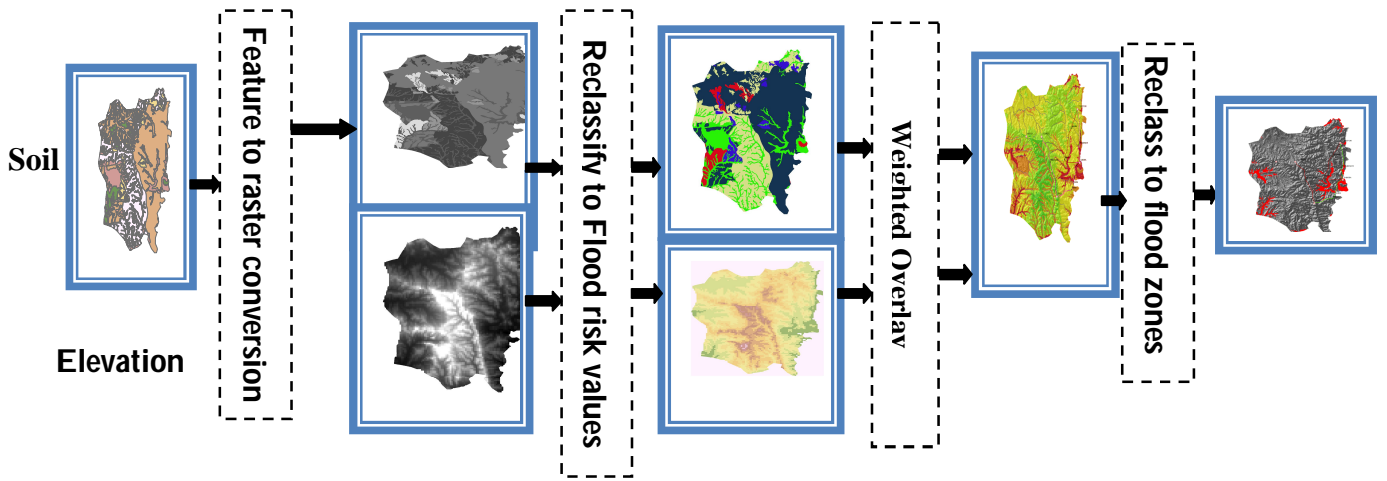 Soil
Elevation
Feature to raster conversion
Reclassify to Flood risk values
Weighted Overlay
Reclass to flood zones